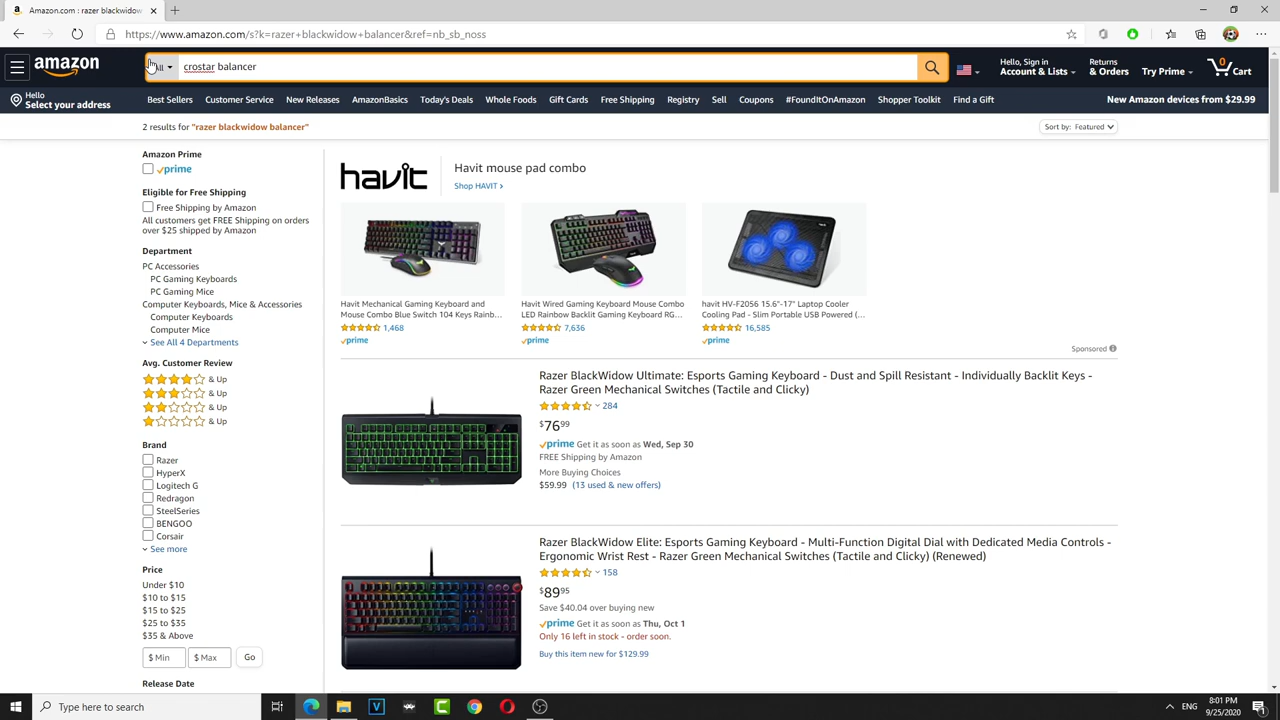 Amazon.com : razer blackwidow b
https://www.amazon.com/s?k=razer+blackwidow+balancer&ref=nb_sb_noss
amazon
All
crostar balancer
Hello, Sign in
Account & Lists
Returns
& Orders
Try Prime
0
Cart
Hello
Select your address
Best Sellers
Customer Service
New Releases
AmazonBasics
Today's Deals
Whole Foods
Gift Cards
Free Shipping
Registry
Sell
Coupons
#FoundItOnAmazon
Shopper Toolkit
Find a Gift
New Amazon devices from $29.99
2 results for "razer blackwidow balancer"
Sort by: Featured
Amazon Prime
prime
Eligible for Free Shipping
Free Shipping by Amazon
All customers get FREE Shipping on orders
over $25 shipped by Amazon
Department
PC Accessories
PC Gaming Keyboards
PC Gaming Mice
Computer Keyboards, Mice & Accessories
Computer Keyboards
Computer Mice
See All 4 Departments
Avg. Customer Review
& Up
& Up
& Up
& Up
Brand
Razer
HyperX
Logitech G
Redragon
SteelSeries
BENGOO
Corsair
See more
Price
Under $10
$10 to $15
$15 to $25
$25 to $35
$35 & Above
$ Min
$ Max
Go
Release Date
havit
Havit mouse pad combo
Shop HAVIT ›
Havit Mechanical Gaming Keyboard and
Mouse Combo Blue Switch 104 Keys Rainb...
1,468
prime
Havit Wired Gaming Keyboard Mouse Combo
LED Rainbow Backlit Gaming Keyboard RG...
7,636
prime
havit HV-F2056 15.6"-17" Laptop Cooler
Cooling Pad - Slim Portable USB Powered (...
16,585
prime
Sponsored
Razer BlackWidow Ultimate: Esports Gaming Keyboard - Dust and Spill Resistant - Individually Backlit Keys -
Razer Green Mechanical Switches (Tactile and Clicky)
284
$76.99
prime Get it as soon as Wed, Sep 30
FREE Shipping by Amazon
More Buying Choices
$59.99 (13 used & new offers)
Razer BlackWidow Elite: Esports Gaming Keyboard - Multi-Function Digital Dial with Dedicated Media Controls -
Ergonomic Wrist Rest - Razer Green Mechanical Switches (Tactile and Clicky) (Renewed)
158
$89.95
Save $40.04 over buying new
prime Get it as soon as Thu, Oct 1
Only 16 left in stock - order soon.
Buy this item new for $129.99
Type here to search
ENG
8:01 PM
9/25/2020